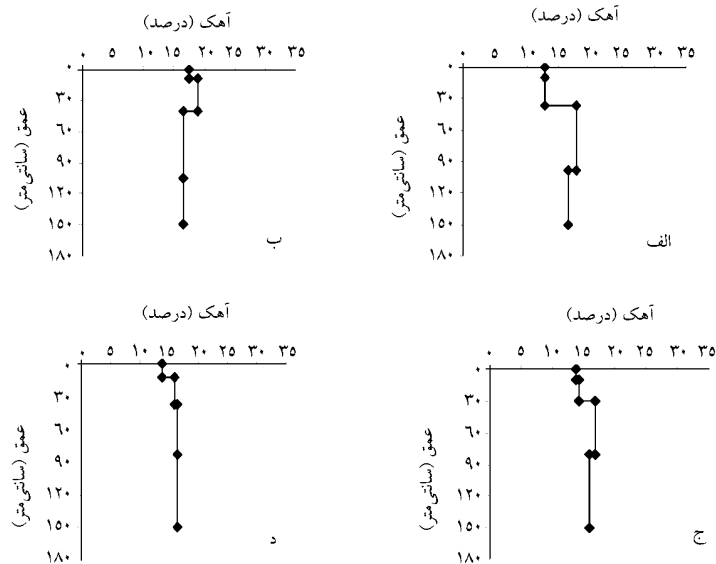 آهک (درصد)
۰ ۵ ۱۰ ۱۵ ۲۰ ۲۵ ۳۰ ۳۵
۰
۳۰
۶۰
۹۰
۱۲۰
۱۵۰
۱۸۰
عمق (سانتی‌متر)
الف
آهک (درصد)
۰ ۵ ۱۰ ۱۵ ۲۰ ۲۵ ۳۰ ۳۵
۰
۳۰
۶۰
۹۰
۱۲۰
۱۵۰
۱۸۰
عمق (سانتی‌متر)
ب
آهک (درصد)
۰ ۵ ۱۰ ۱۵ ۲۰ ۲۵ ۳۰ ۳۵
۰
۳۰
۶۰
۹۰
۱۲۰
۱۵۰
۱۸۰
عمق (سانتی‌متر)
ج
آهک (درصد)
۰ ۵ ۱۰ ۱۵ ۲۰ ۲۵ ۳۰ ۳۵
۰
۳۰
۶۰
۹۰
۱۲۰
۱۵۰
۱۸۰
عمق (سانتی‌متر)
د